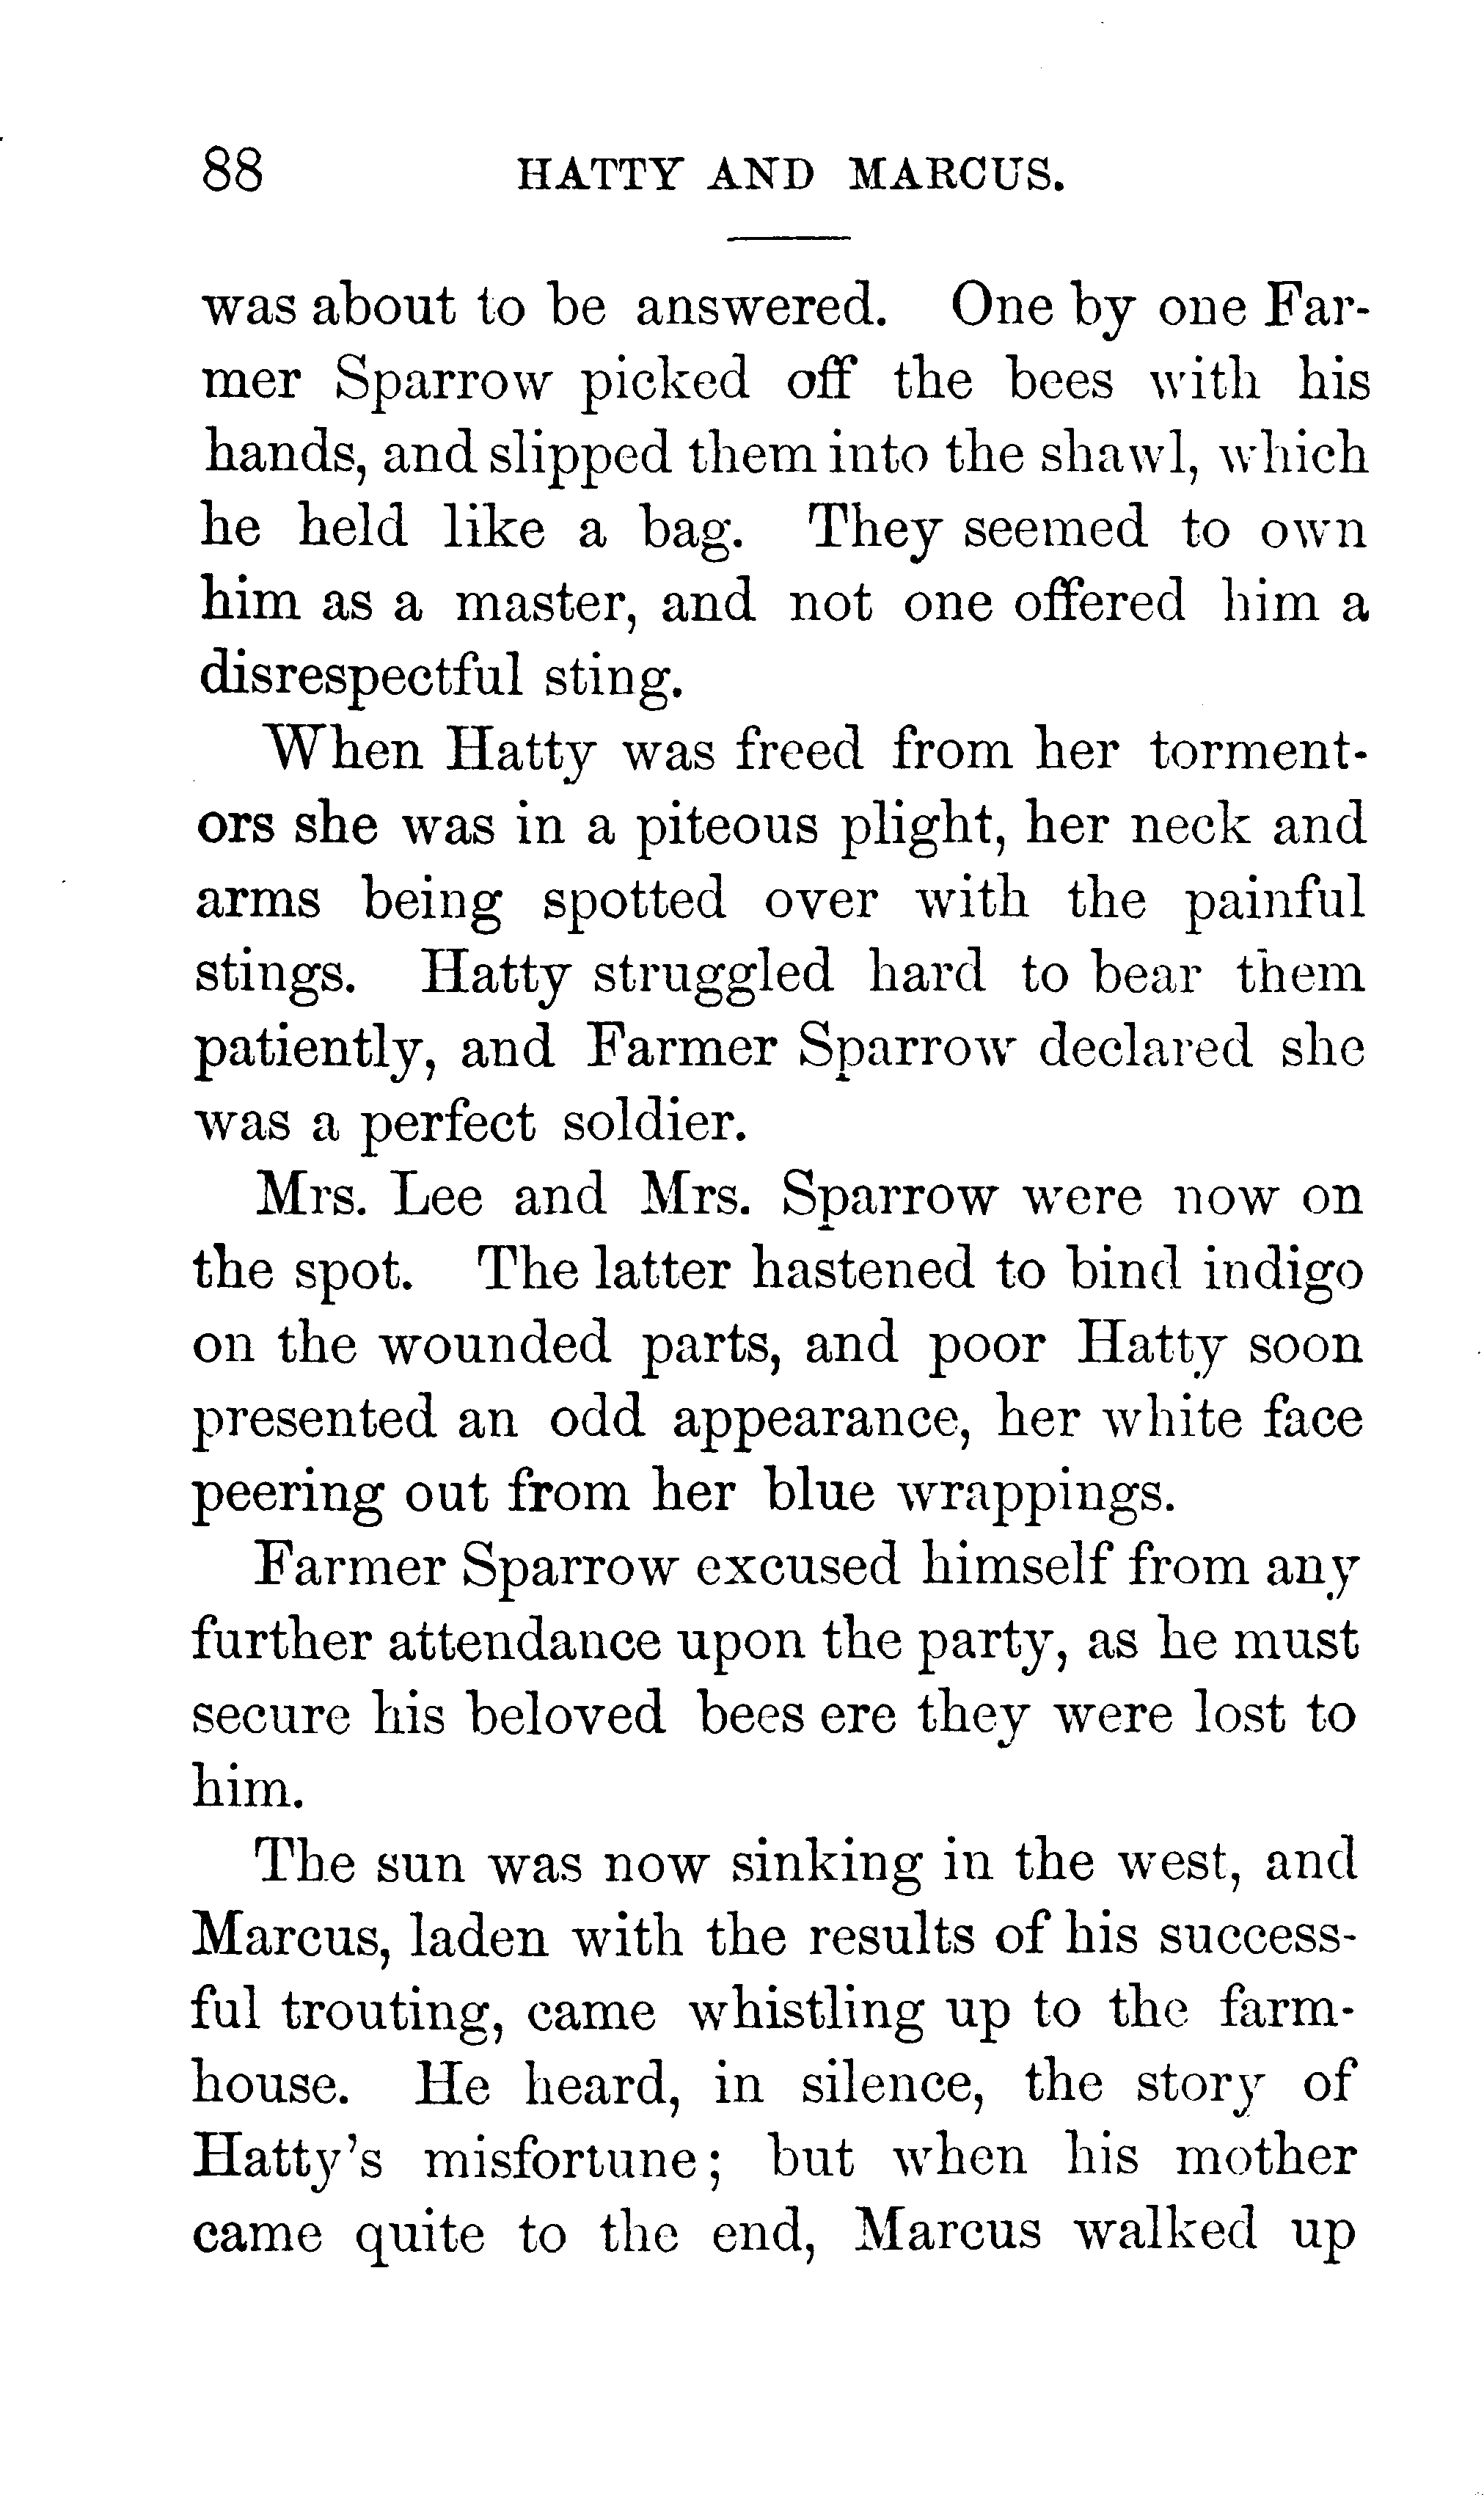 88 HATTY AND MARCUS.
was about to be answered. One by one Far-
mer Sparrow picked off the bees with his
hands, and slipped them into the shawl, which
he held like a bag. They seemed to own
him as a master, and not one offered him a
disrespectful sting.
When Hatty was freed from her torment-
ors she was in a piteous plight, her neck and
arms being spotted over with the painful
stings. Hatty struggled hard to bear them
patiently, and Farmer Sparrow declared she
was a perfect soldier.
Mrs. Lee and Mrs. Sparrow were now on
the spot. The latter hastened to bind indigo
on the wounded parts, and poor Hatty soon
presented an odd appearance, her white face
peering out from her blue wrappings.
Farmer Sparrow excused himself from any
further attendance upon the party, as he must
secure his beloved bees ere they were lost to
him.
The sun was now sinking in the west, and
Marcus, laden with the results of his success-
ful trouting, came whistling up to the farm-
house. He heard, in silence, the story of
Hatty's misfortune; but when his mother
came quite to the end, Marcus walked up